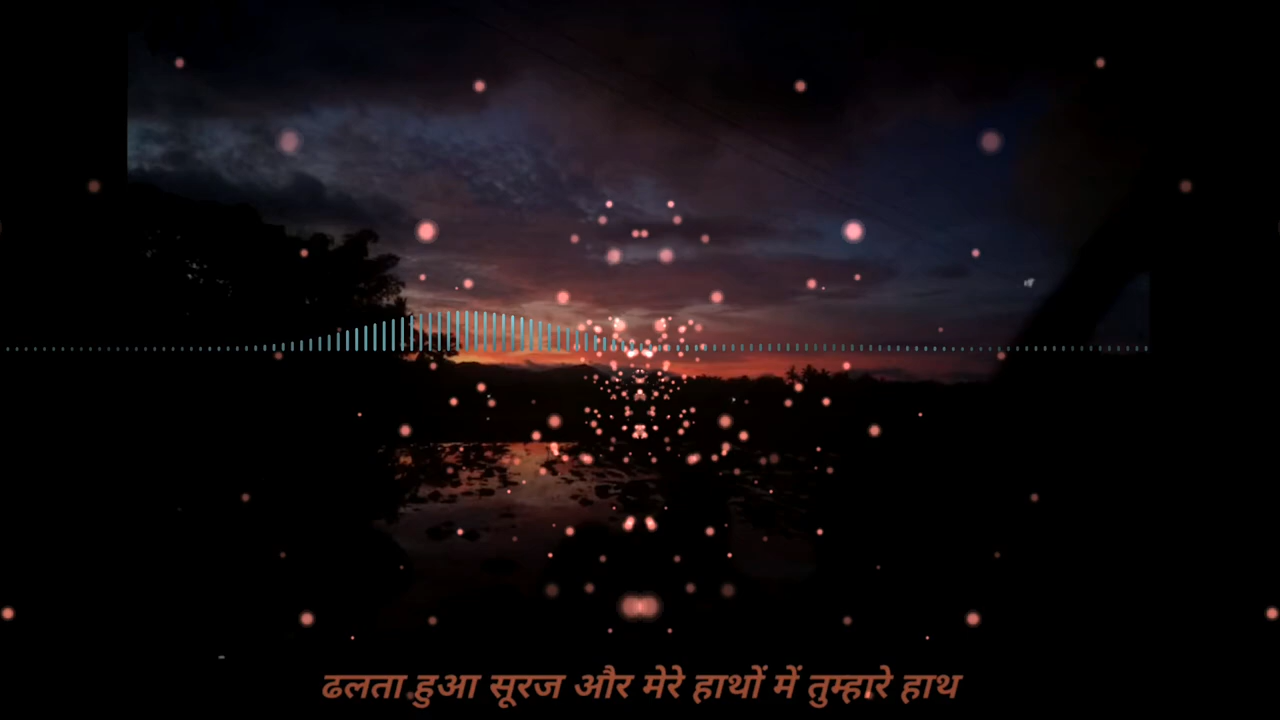 ढलता हुआ सूरज और मेरे हाथों में तुम्हारे हाथ